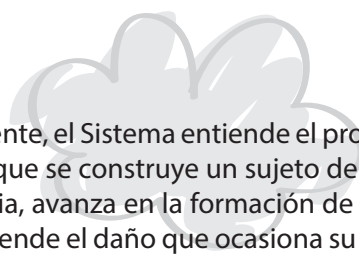 ente, el Sistema entiende el pro
que se construye un sujeto de
ia, avanza en la formación de
ende el daño que ocasiona su